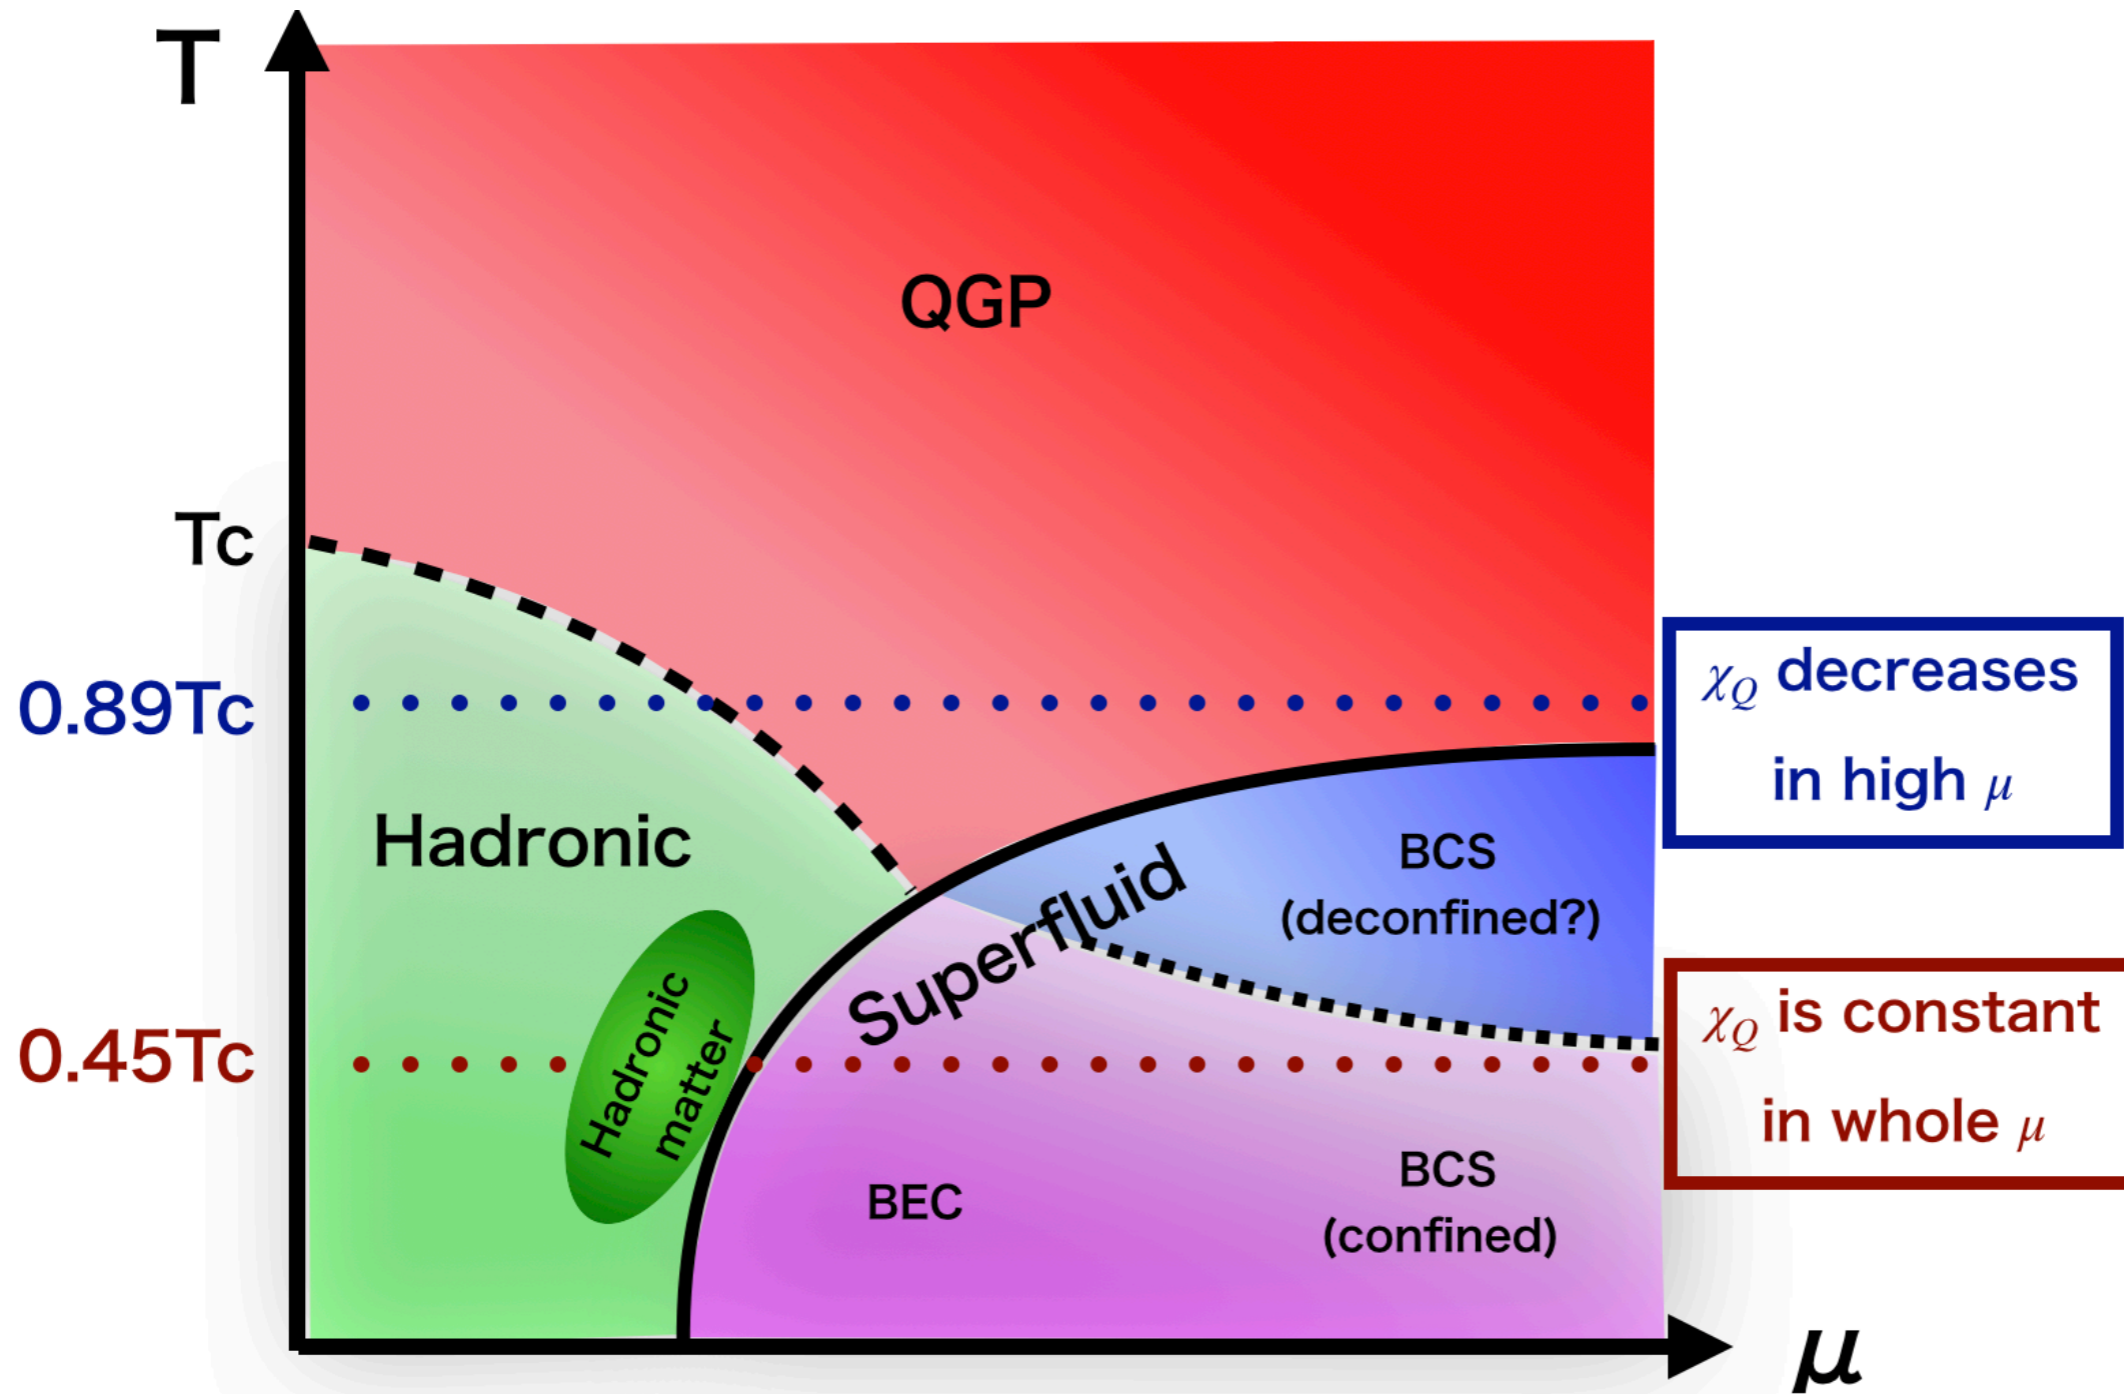 T
QGP
Tc
0.89Tc
χQ decreases
in high μ
Hadronic
Superfluid
BCS
(deconfined?)
Hadronic
matter
0.45Tc
χQ is constant
in whole μ
BEC
BCS
(confined)
μ